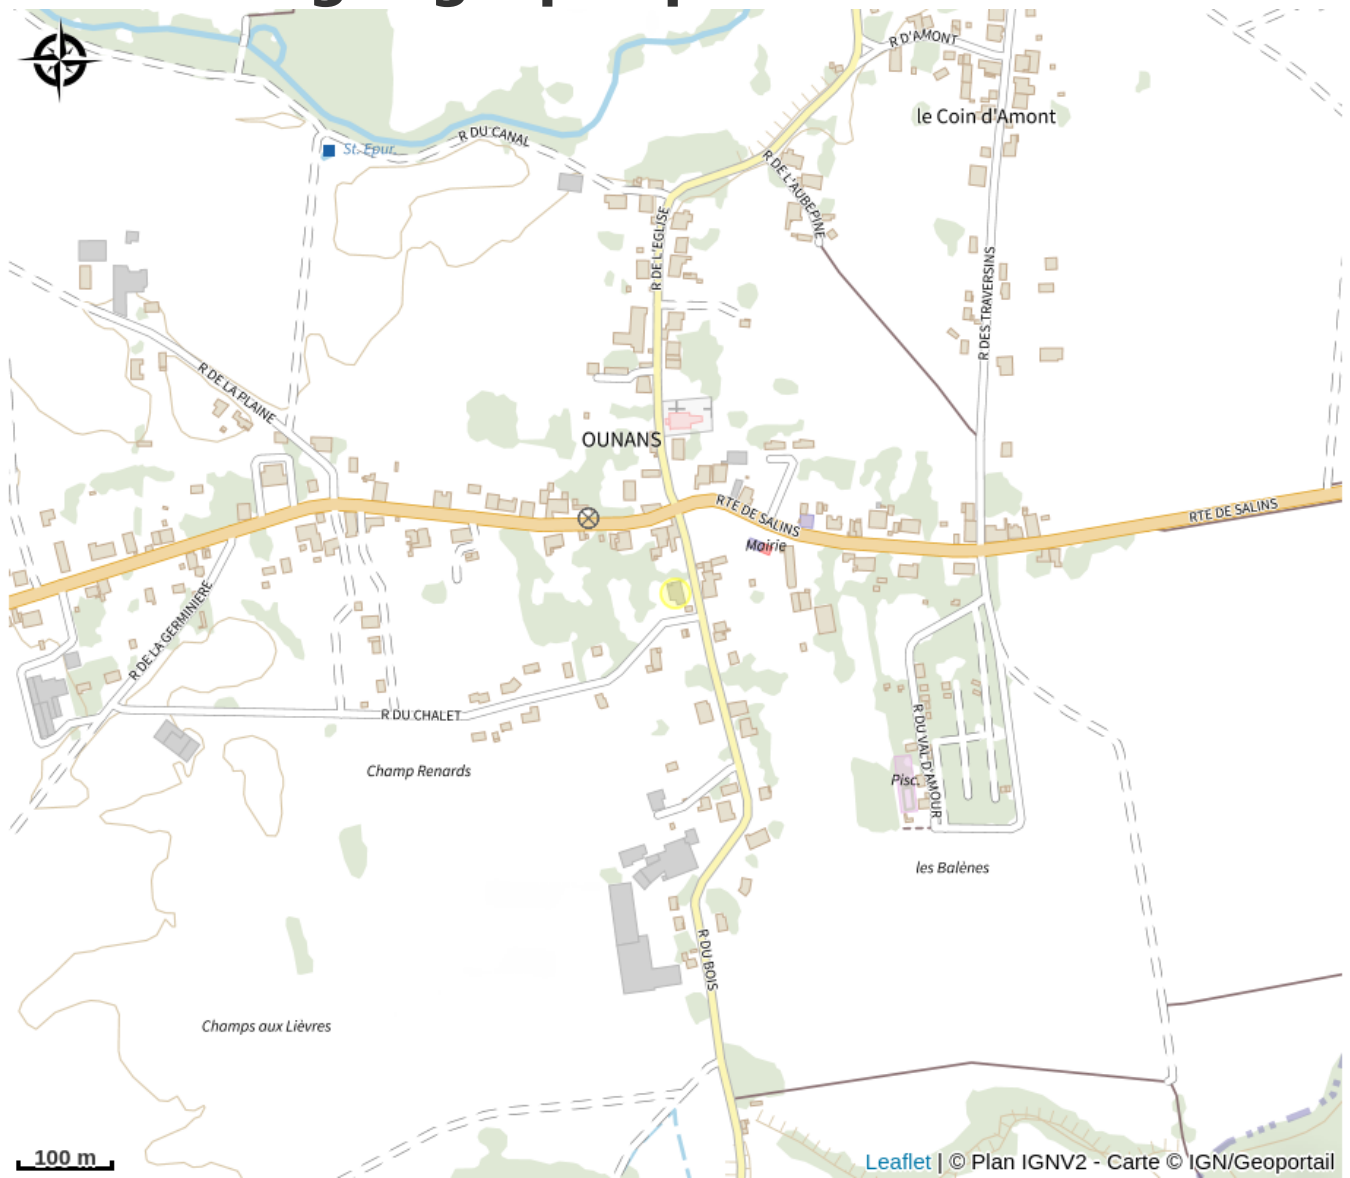 R D'AMONT
le Coin d'Amont
R DU CANAL
St. Epur.
R DE L'AUBEPINE
R DE L'EGLISE
R DES TRAVERSINS
R DE LA PLAINE
OUNANS
RTE DE SALINS
RTE DE SALINS
Mairie
R DE LA GERMINIERE
R DU CHALET
R DU VAL D'AMOUR
Champ Renards
Pisc.
les Balènes
R DU BOIS
Champs aux Lièvres
100 m
Leaflet | © Plan IGNV2 - Carte © IGN/Geoportail